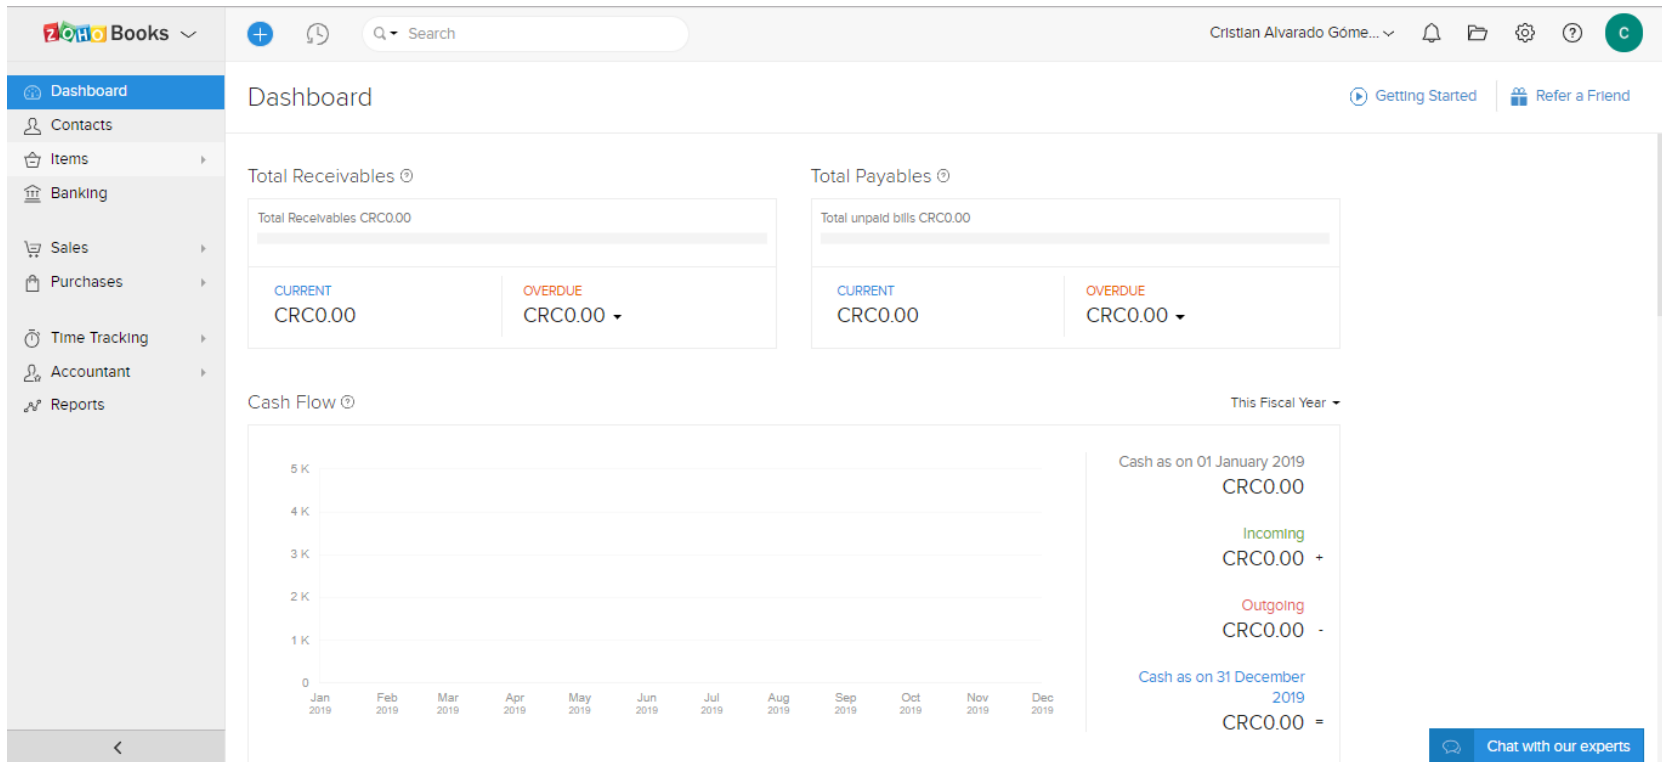 ZOHO Books
Search
Cristian Alvarado Góme...
C
Dashboard
Contacts
Items
Banking
Sales
Purchases
Time Tracking
Accountant
Reports
Dashboard
Getting Started
Refer a Friend
Total Receivables
Total Receivables CRC0.00
CURRENT
CRC0.00
OVERDUE
CRC0.00
Total Payables
Total unpaid bills CRC0.00
CURRENT
CRC0.00
OVERDUE
CRC0.00
Cash Flow
This Fiscal Year
5 K
4 K
3 K
2 K
1 K
0
Jan 2019
Feb 2019
Mar 2019
Apr 2019
May 2019
Jun 2019
Jul 2019
Aug 2019
Sep 2019
Oct 2019
Nov 2019
Dec 2019
Cash as on 01 January 2019
CRC0.00
Incoming
CRC0.00 +
Outgoing
CRC0.00 -
Cash as on 31 December
2019
CRC0.00 =
Chat with our experts